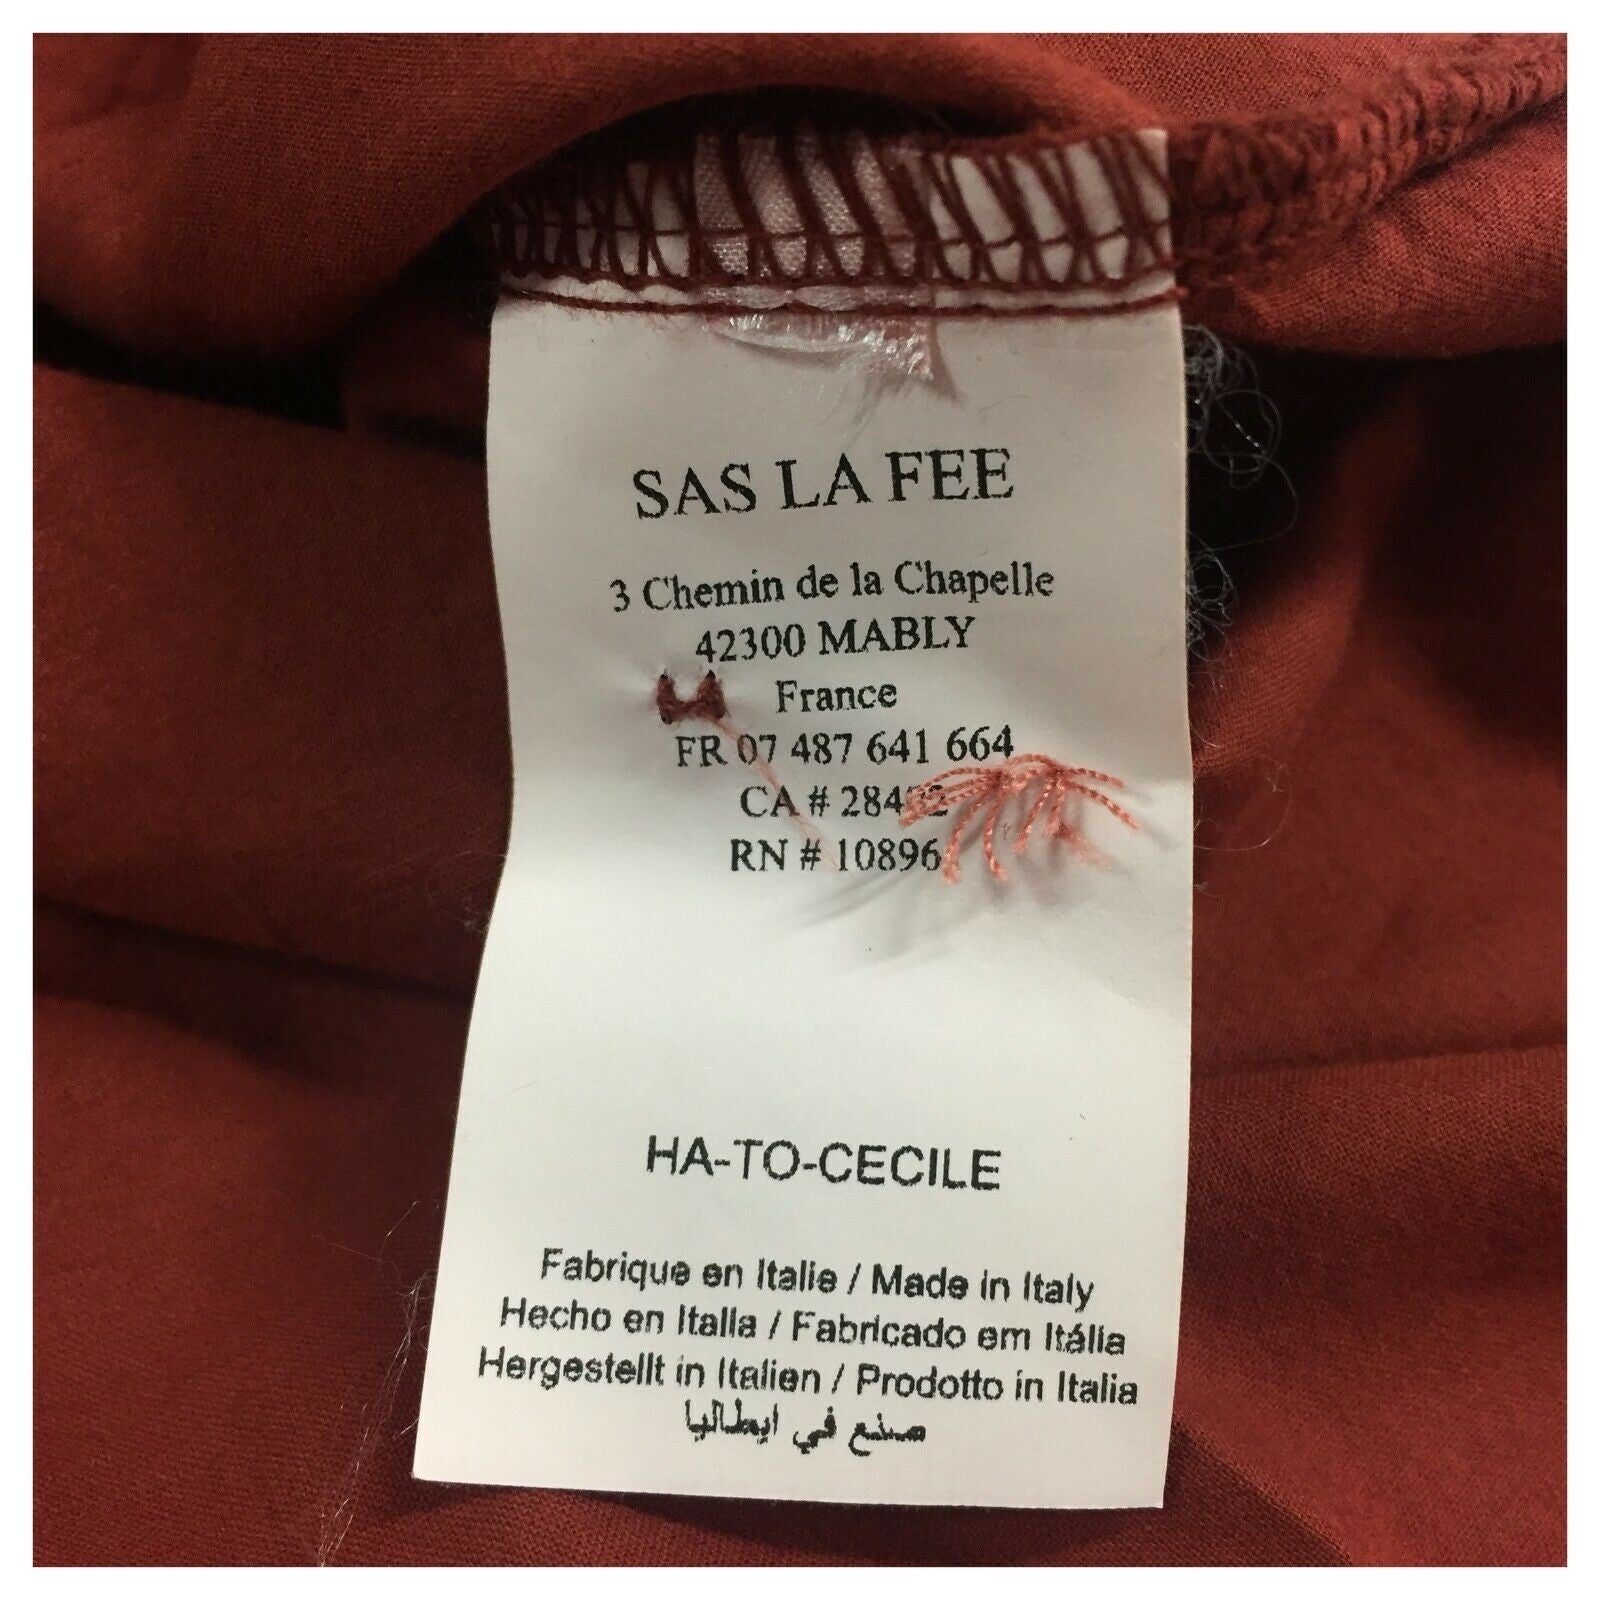 SAS LA FEE
3 Chemin de la Chapelle
42300 MABLY
France
FR 07 487 641 664
CA #
RN # 10896
HA-TO-CECILE
Fabrique en Italie / Made in Italy
Hecho en Italia / Fabricado em Itália
Hergestellt in Italien / Prodotto in Italia
صنع في ايطاليا